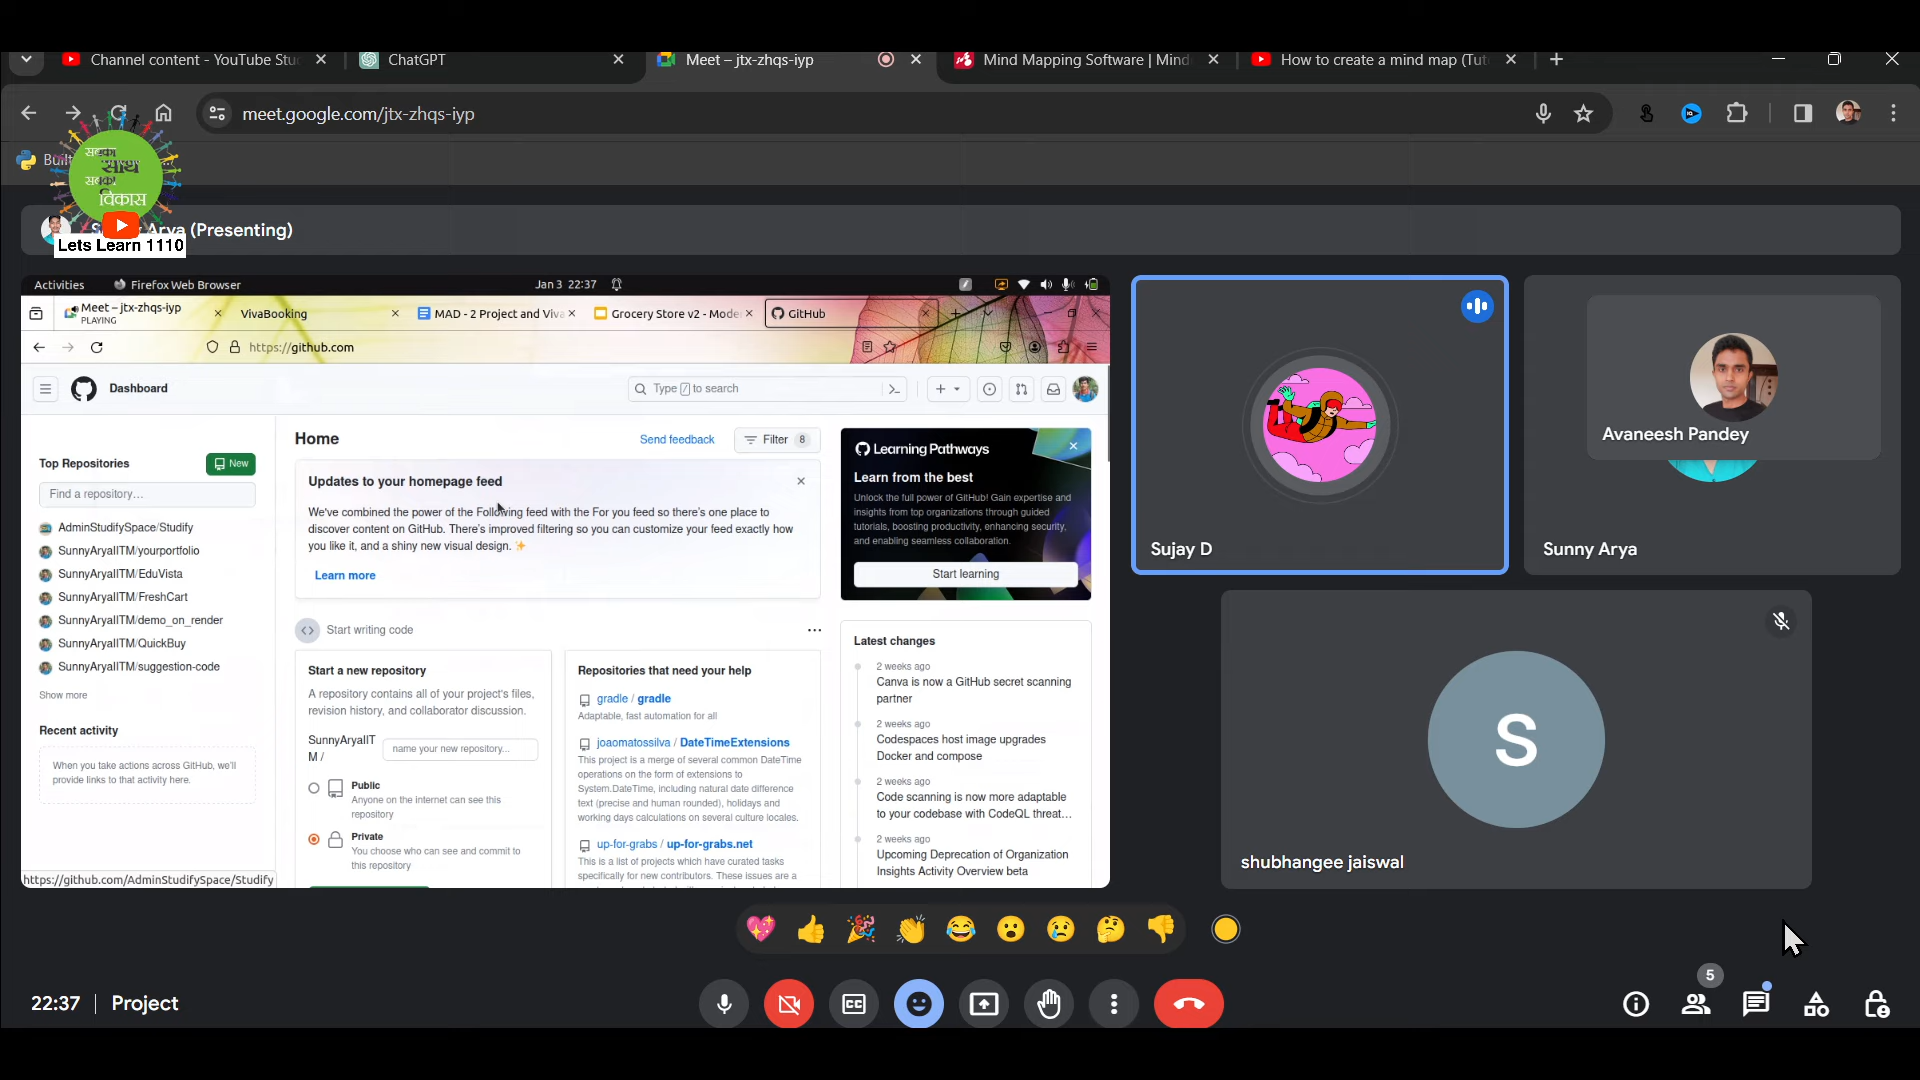 Channel content - YouTube Stu
ChatGPT
Meet – jtx-zhqs-iyp
Mind Mapping Software | Mind
How to create a mind map (Tut
meet.google.com/jtx-zhqs-iyp
सबका
साथ
सबका
विकास
Lets Learn 1110
Arya (Presenting)
Activities
Firefox Web Browser
Jan 3 22:37
Meet – jtx-zhqs-iyp
PLAYING
VivaBooking
MAD - 2 Project and Viva
Grocery Store v2 - Mode
GitHub
https://github.com
Dashboard
Type / to search
Top Repositories
New
Find a repository…
AdminStudifySpace/Studify
SunnyAryaIITM/yourportfolio
SunnyAryaIITM/EduVista
SunnyAryaIITM/FreshCart
SunnyAryaIITM/demo_on_render
SunnyAryaIITM/QuickBuy
SunnyAryaIITM/suggestion-code
Show more
Recent activity
When you take actions across GitHub, we'll
provide links to that activity here.
https://github.com/AdminStudifySpace/Studify
Home
Send feedback
Filter 8
Updates to your homepage feed
We've combined the power of the Following feed with the For you feed so there's one place to
discover content on GitHub. There's improved filtering so you can customize your feed exactly how
you like it, and a shiny new visual design. ✨
Learn more
Start writing code
Start a new repository
A repository contains all of your project's files,
revision history, and collaborator discussion.
SunnyAryaIIT
M /
name your new repository...
Public
Anyone on the internet can see this
repository
Private
You choose who can see and commit to
this repository
Repositories that need your help
gradle / gradle
Adaptable, fast automation for all
joaomatossilva / DateTimeExtensions
This project is a merge of several common DateTime
operations on the form of extensions to
System.DateTime, including natural date difference
text (precise and human rounded), holidays and
working days calculations on several culture locales.
up-for-grabs / up-for-grabs.net
This is a list of projects which have curated tasks
specifically for new contributors. These issues are a
Learning Pathways
Learn from the best
Unlock the full power of GitHub! Gain expertise and
insights from top organizations through guided
tutorials, boosting productivity, enhancing security,
and enabling seamless collaboration.
Start learning
Latest changes
2 weeks ago
Canva is now a GitHub secret scanning
partner
2 weeks ago
Codespaces host image upgrades
Docker and compose
2 weeks ago
Code scanning is now more adaptable
to your codebase with CodeQL threat…
2 weeks ago
Upcoming Deprecation of Organization
Insights Activity Overview beta
Sujay D
Avaneesh Pandey
Sunny Arya
S
shubhangee jaiswal
22:37 | Project
5